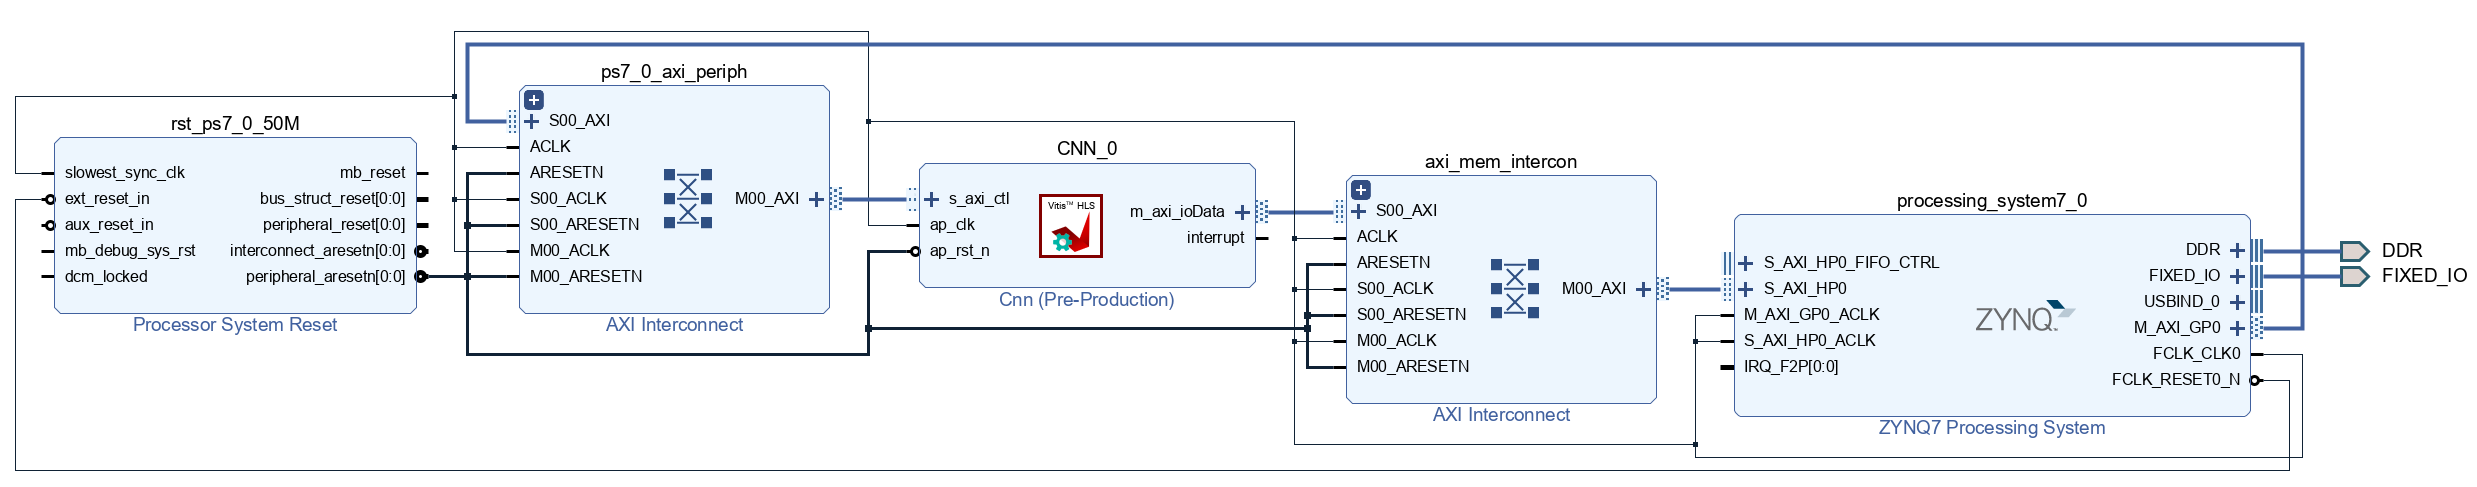 rst_ps7_0_50M
slowest_sync_clk
ext_reset_in
aux_reset_in
mb_debug_sys_rst
dcm_locked
mb_reset
bus_struct_reset[0:0]
peripheral_reset[0:0]
interconnect_aresetn[0:0]
peripheral_aresetn[0:0]
Processor System Reset
ps7_0_axi_periph
S00_AXI
ACLK
ARESETN
S00_ACLK
S00_ARESETN
M00_ACLK
M00_ARESETN
M00_AXI
AXI Interconnect
CNN_0
s_axi_ctl
ap_clk
ap_rst_n
Vitis™ HLS
m_axi_ioData
interrupt
Cnn (Pre-Production)
axi_mem_intercon
S00_AXI
ACLK
ARESETN
S00_ACLK
S00_ARESETN
M00_ACLK
M00_ARESETN
M00_AXI
AXI Interconnect
processing_system7_0
S_AXI_HP0_FIFO_CTRL
S_AXI_HP0
M_AXI_GP0_ACLK
S_AXI_HP0_ACLK
IRQ_F2P[0:0]
ZYNQ
DDR
FIXED_IO
USBIND_0
M_AXI_GP0
FCLK_CLK0
FCLK_RESET0_N
ZYNQ7 Processing System
DDR
FIXED_IO